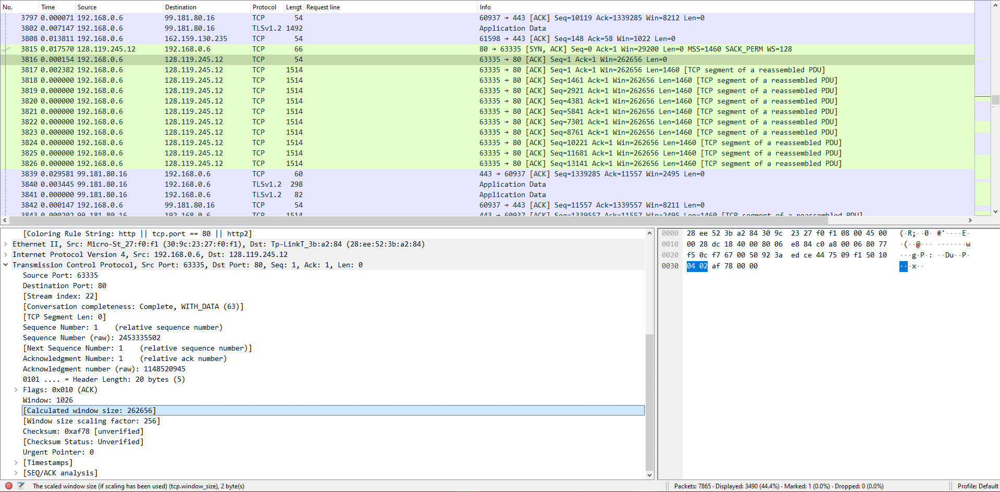 No. Time Source Destination Protocol Lengt Request line Info
3797 0.000071 192.168.0.6 99.181.80.16 TCP 54 60937 → 443 [ACK] Seq=10119 Ack=1339285 Win=8212 Len=0
3802 0.007147 192.168.0.6 99.181.80.16 TLSv1.2 1492 Application Data
3808 0.013811 192.168.0.6 162.159.130.235 TCP 54 61598 → 443 [ACK] Seq=148 Ack=58 Win=1022 Len=0
3815 0.017570 128.119.245.12 192.168.0.6 TCP 66 80 → 63335 [SYN, ACK] Seq=0 Ack=1 Win=29200 Len=0 MSS=1460 SACK_PERM WS=128
3816 0.000154 192.168.0.6 128.119.245.12 TCP 54 63335 → 80 [ACK] Seq=1 Ack=1 Win=262656 Len=0
3817 0.002382 192.168.0.6 128.119.245.12 TCP 1514 63335 → 80 [ACK] Seq=1 Ack=1 Win=262656 Len=1460 [TCP segment of a reassembled PDU]
3818 0.000000 192.168.0.6 128.119.245.12 TCP 1514 63335 → 80 [ACK] Seq=1461 Ack=1 Win=262656 Len=1460 [TCP segment of a reassembled PDU]
3819 0.000000 192.168.0.6 128.119.245.12 TCP 1514 63335 → 80 [ACK] Seq=2921 Ack=1 Win=262656 Len=1460 [TCP segment of a reassembled PDU]
3820 0.000000 192.168.0.6 128.119.245.12 TCP 1514 63335 → 80 [ACK] Seq=4381 Ack=1 Win=262656 Len=1460 [TCP segment of a reassembled PDU]
3821 0.000000 192.168.0.6 128.119.245.12 TCP 1514 63335 → 80 [ACK] Seq=5841 Ack=1 Win=262656 Len=1460 [TCP segment of a reassembled PDU]
3822 0.000000 192.168.0.6 128.119.245.12 TCP 1514 63335 → 80 [ACK] Seq=7301 Ack=1 Win=262656 Len=1460 [TCP segment of a reassembled PDU]
3823 0.000000 192.168.0.6 128.119.245.12 TCP 1514 63335 → 80 [ACK] Seq=8761 Ack=1 Win=262656 Len=1460 [TCP segment of a reassembled PDU]
3824 0.000000 192.168.0.6 128.119.245.12 TCP 1514 63335 → 80 [ACK] Seq=10221 Ack=1 Win=262656 Len=1460 [TCP segment of a reassembled PDU]
3825 0.000000 192.168.0.6 128.119.245.12 TCP 1514 63335 → 80 [ACK] Seq=11681 Ack=1 Win=262656 Len=1460 [TCP segment of a reassembled PDU]
3826 0.000000 192.168.0.6 128.119.245.12 TCP 1514 63335 → 80 [ACK] Seq=13141 Ack=1 Win=262656 Len=1460 [TCP segment of a reassembled PDU]
3839 0.029581 99.181.80.16 192.168.0.6 TCP 60 443 → 60937 [ACK] Seq=1339285 Ack=11557 Win=2495 Len=0
3840 0.003445 99.181.80.16 192.168.0.6 TLSv1.2 298 Application Data
3841 0.000000 99.181.80.16 192.168.0.6 TLSv1.2 82 Application Data
3842 0.000147 192.168.0.6 99.181.80.16 TCP 54 60937 → 443 [ACK] Seq=11557 Ack=1339557 Win=8211 Len=0
3843 0.000202 99.181.80.16 192.168.0.6 TCP 1514 443 → 60937 [ACK] Seq=1339557 Ack=11557 Win=2495 Len=1460 [TCP segment of a reassembled PDU]
[Coloring Rule String: http || tcp.port == 80 || http2]
Ethernet II, Src: Micro-St_27:f0:f1 (30:9c:23:27:f0:f1), Dst: Tp-LinkT_3b:a2:84 (28:ee:52:3b:a2:84)
Internet Protocol Version 4, Src: 192.168.0.6, Dst: 128.119.245.12
Transmission Control Protocol, Src Port: 63335, Dst Port: 80, Seq: 1, Ack: 1, Len: 0
Source Port: 63335
Destination Port: 80
[Stream index: 22]
[Conversation completeness: Complete, WITH_DATA (63)]
[TCP Segment Len: 0]
Sequence Number: 1 (relative sequence number)
Sequence Number (raw): 2453335502
[Next Sequence Number: 1 (relative sequence number)]
Acknowledgment Number: 1 (relative ack number)
Acknowledgment number (raw): 1148520945
0101 .... = Header Length: 20 bytes (5)
Flags: 0x010 (ACK)
Window: 1026
[Calculated window size: 262656]
[Window size scaling factor: 256]
Checksum: 0xaf78 [unverified]
[Checksum Status: Unverified]
Urgent Pointer: 0
[Timestamps]
[SEQ/ACK analysis]
0000 28 ee 52 3b a2 84 30 9c 23 27 f0 f1 08 00 45 00 (·R;··0· #'····E·
0010 00 28 dc 18 40 00 80 06 e8 84 c0 a8 00 06 80 77 ·(··@··· ·······w
0020 f5 0c f7 67 00 50 92 3a ed ce 44 75 09 f1 50 10 ···g·P·: ··Du··P·
0030 04 02 af 78 00 00 ···x··
The scaled window size (if scaling has been used) (tcp.window_size), 2 byte(s)
Packets: 7865 · Displayed: 3490 (44.4%) · Marked: 1 (0.0%) · Dropped: 0 (0.0%)
Profile: Default